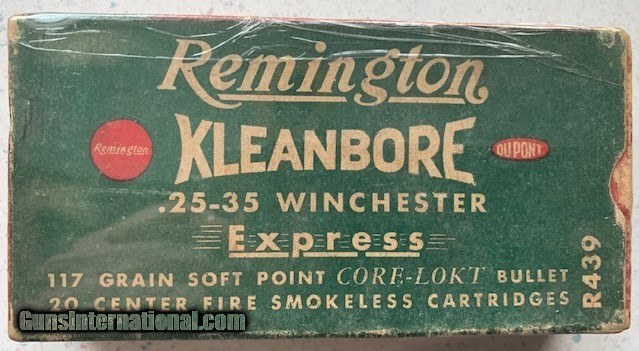 Remington
Remington
KLEANBORE
DU PONT
.25-35 WINCHESTER
Express
117 GRAIN SOFT POINT CORE-LOKT BULLET
20 CENTER FIRE SMOKELESS CARTRIDGES
R439
GunsInternational.com